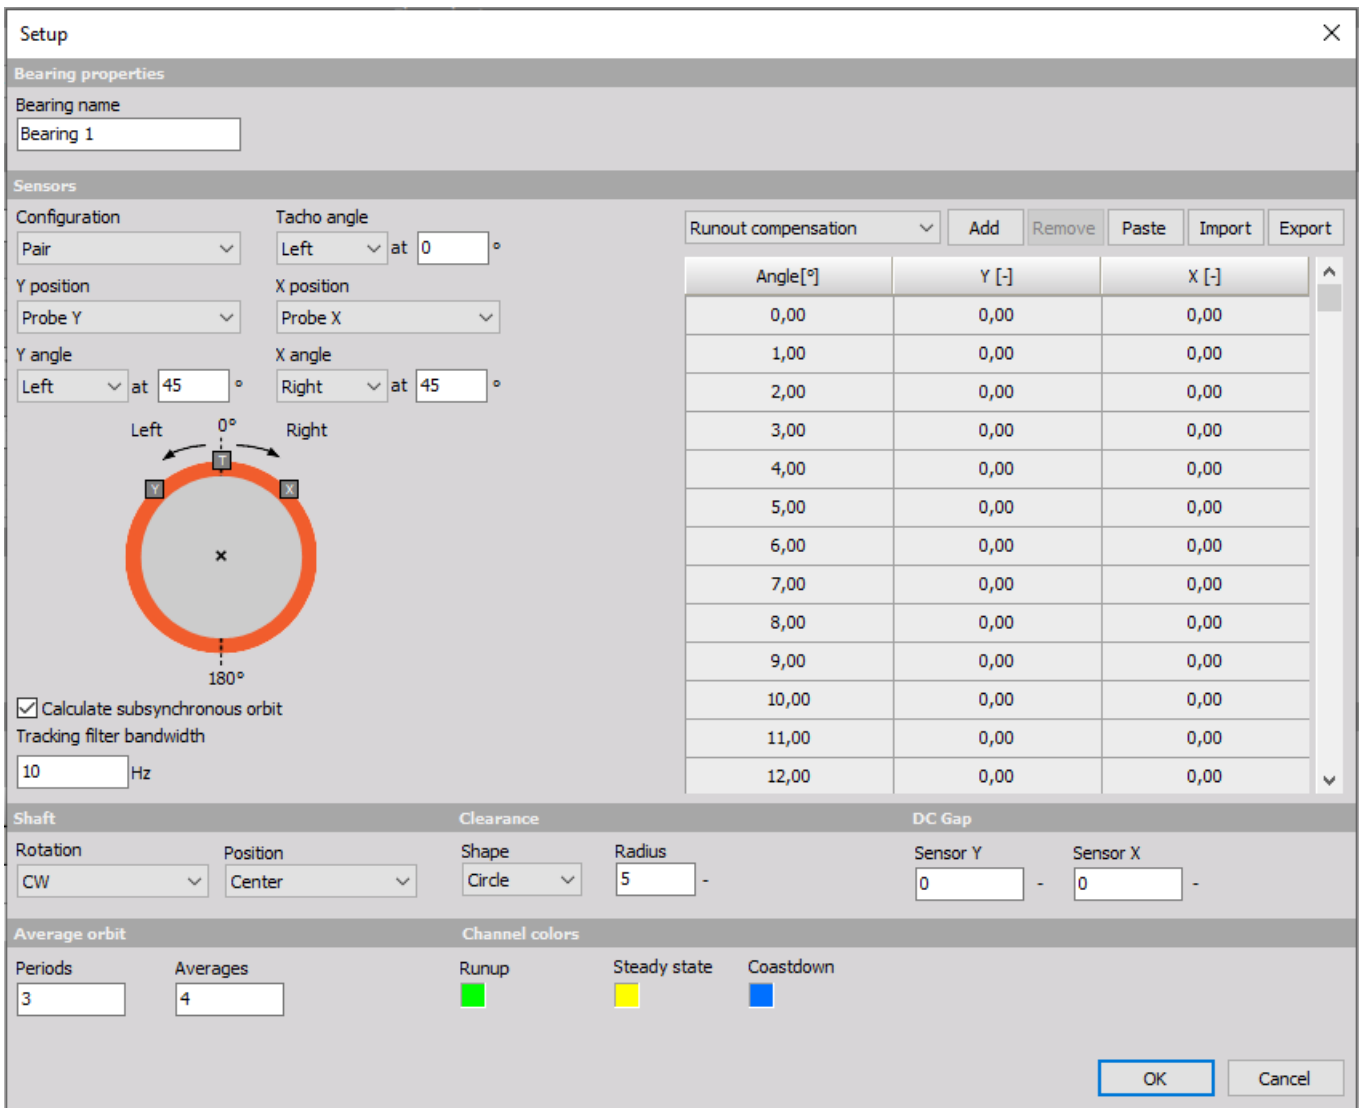 Setup
Bearing properties
Bearing name
Bearing 1
Sensors
Configuration Tacho angle
Pair Left at 0 °
Y position X position
Probe Y Probe X
Y angle X angle
Left at 45 ° Right at 45 °
Left 0° Right
T
Y X
180°
Calculate subsynchronous orbit
Tracking filter bandwidth
10 Hz
Runout compensation Add Remove Paste Import Export
Angle[°] Y [-] X [-]
0,00 0,00 0,00
1,00 0,00 0,00
2,00 0,00 0,00
3,00 0,00 0,00
4,00 0,00 0,00
5,00 0,00 0,00
6,00 0,00 0,00
7,00 0,00 0,00
8,00 0,00 0,00
9,00 0,00 0,00
10,00 0,00 0,00
11,00 0,00 0,00
12,00 0,00 0,00
Shaft Clearance DC Gap
Rotation Position Shape Radius Sensor Y Sensor X
CW Center Circle 5 - 0 - 0 -
Average orbit Channel colors
Periods Averages Runup Steady state Coastdown
3 4
OK Cancel